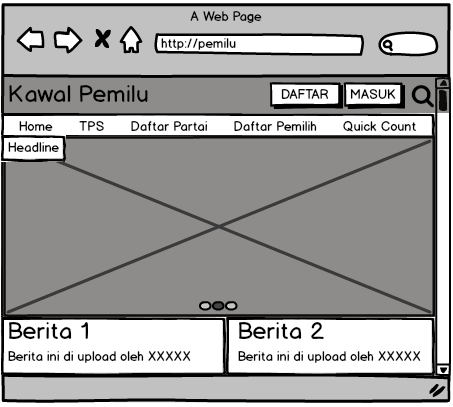 A Web Page
http://pemilu
Kawal Pemilu
DAFTAR
MASUK
Home
TPS
Daftar Partai
Daftar Pemilih
Quick Count
Headline
Berita 1
Berita ini di upload oleh XXXXX
Berita 2
Berita ini di upload oleh XXXXX